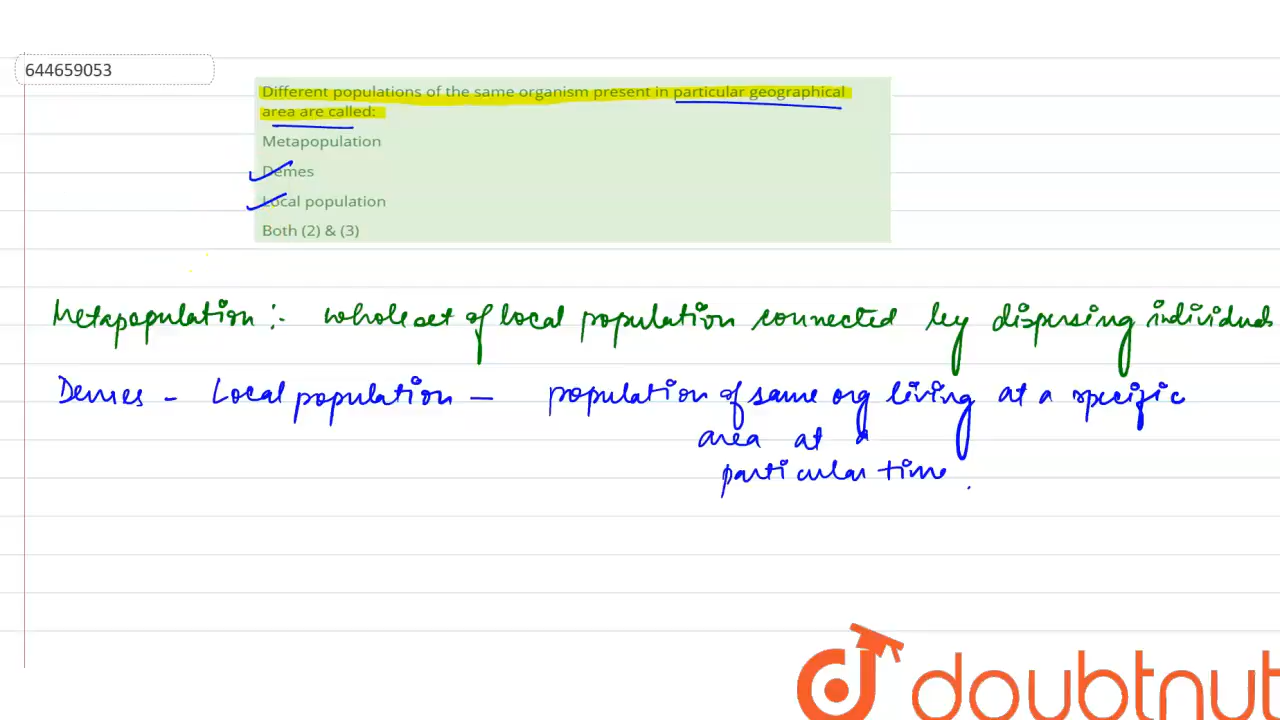 644659053
Different populations of the same organism present in particular geographical
area are called:
Metapopulation
Demes
Local population
Both (2) & (3)
Metapopulation :- whole set of local population connected by dispersing individuals
Demes - Local population - population of same org living at a specific
area at a
particular time.
doubtnut